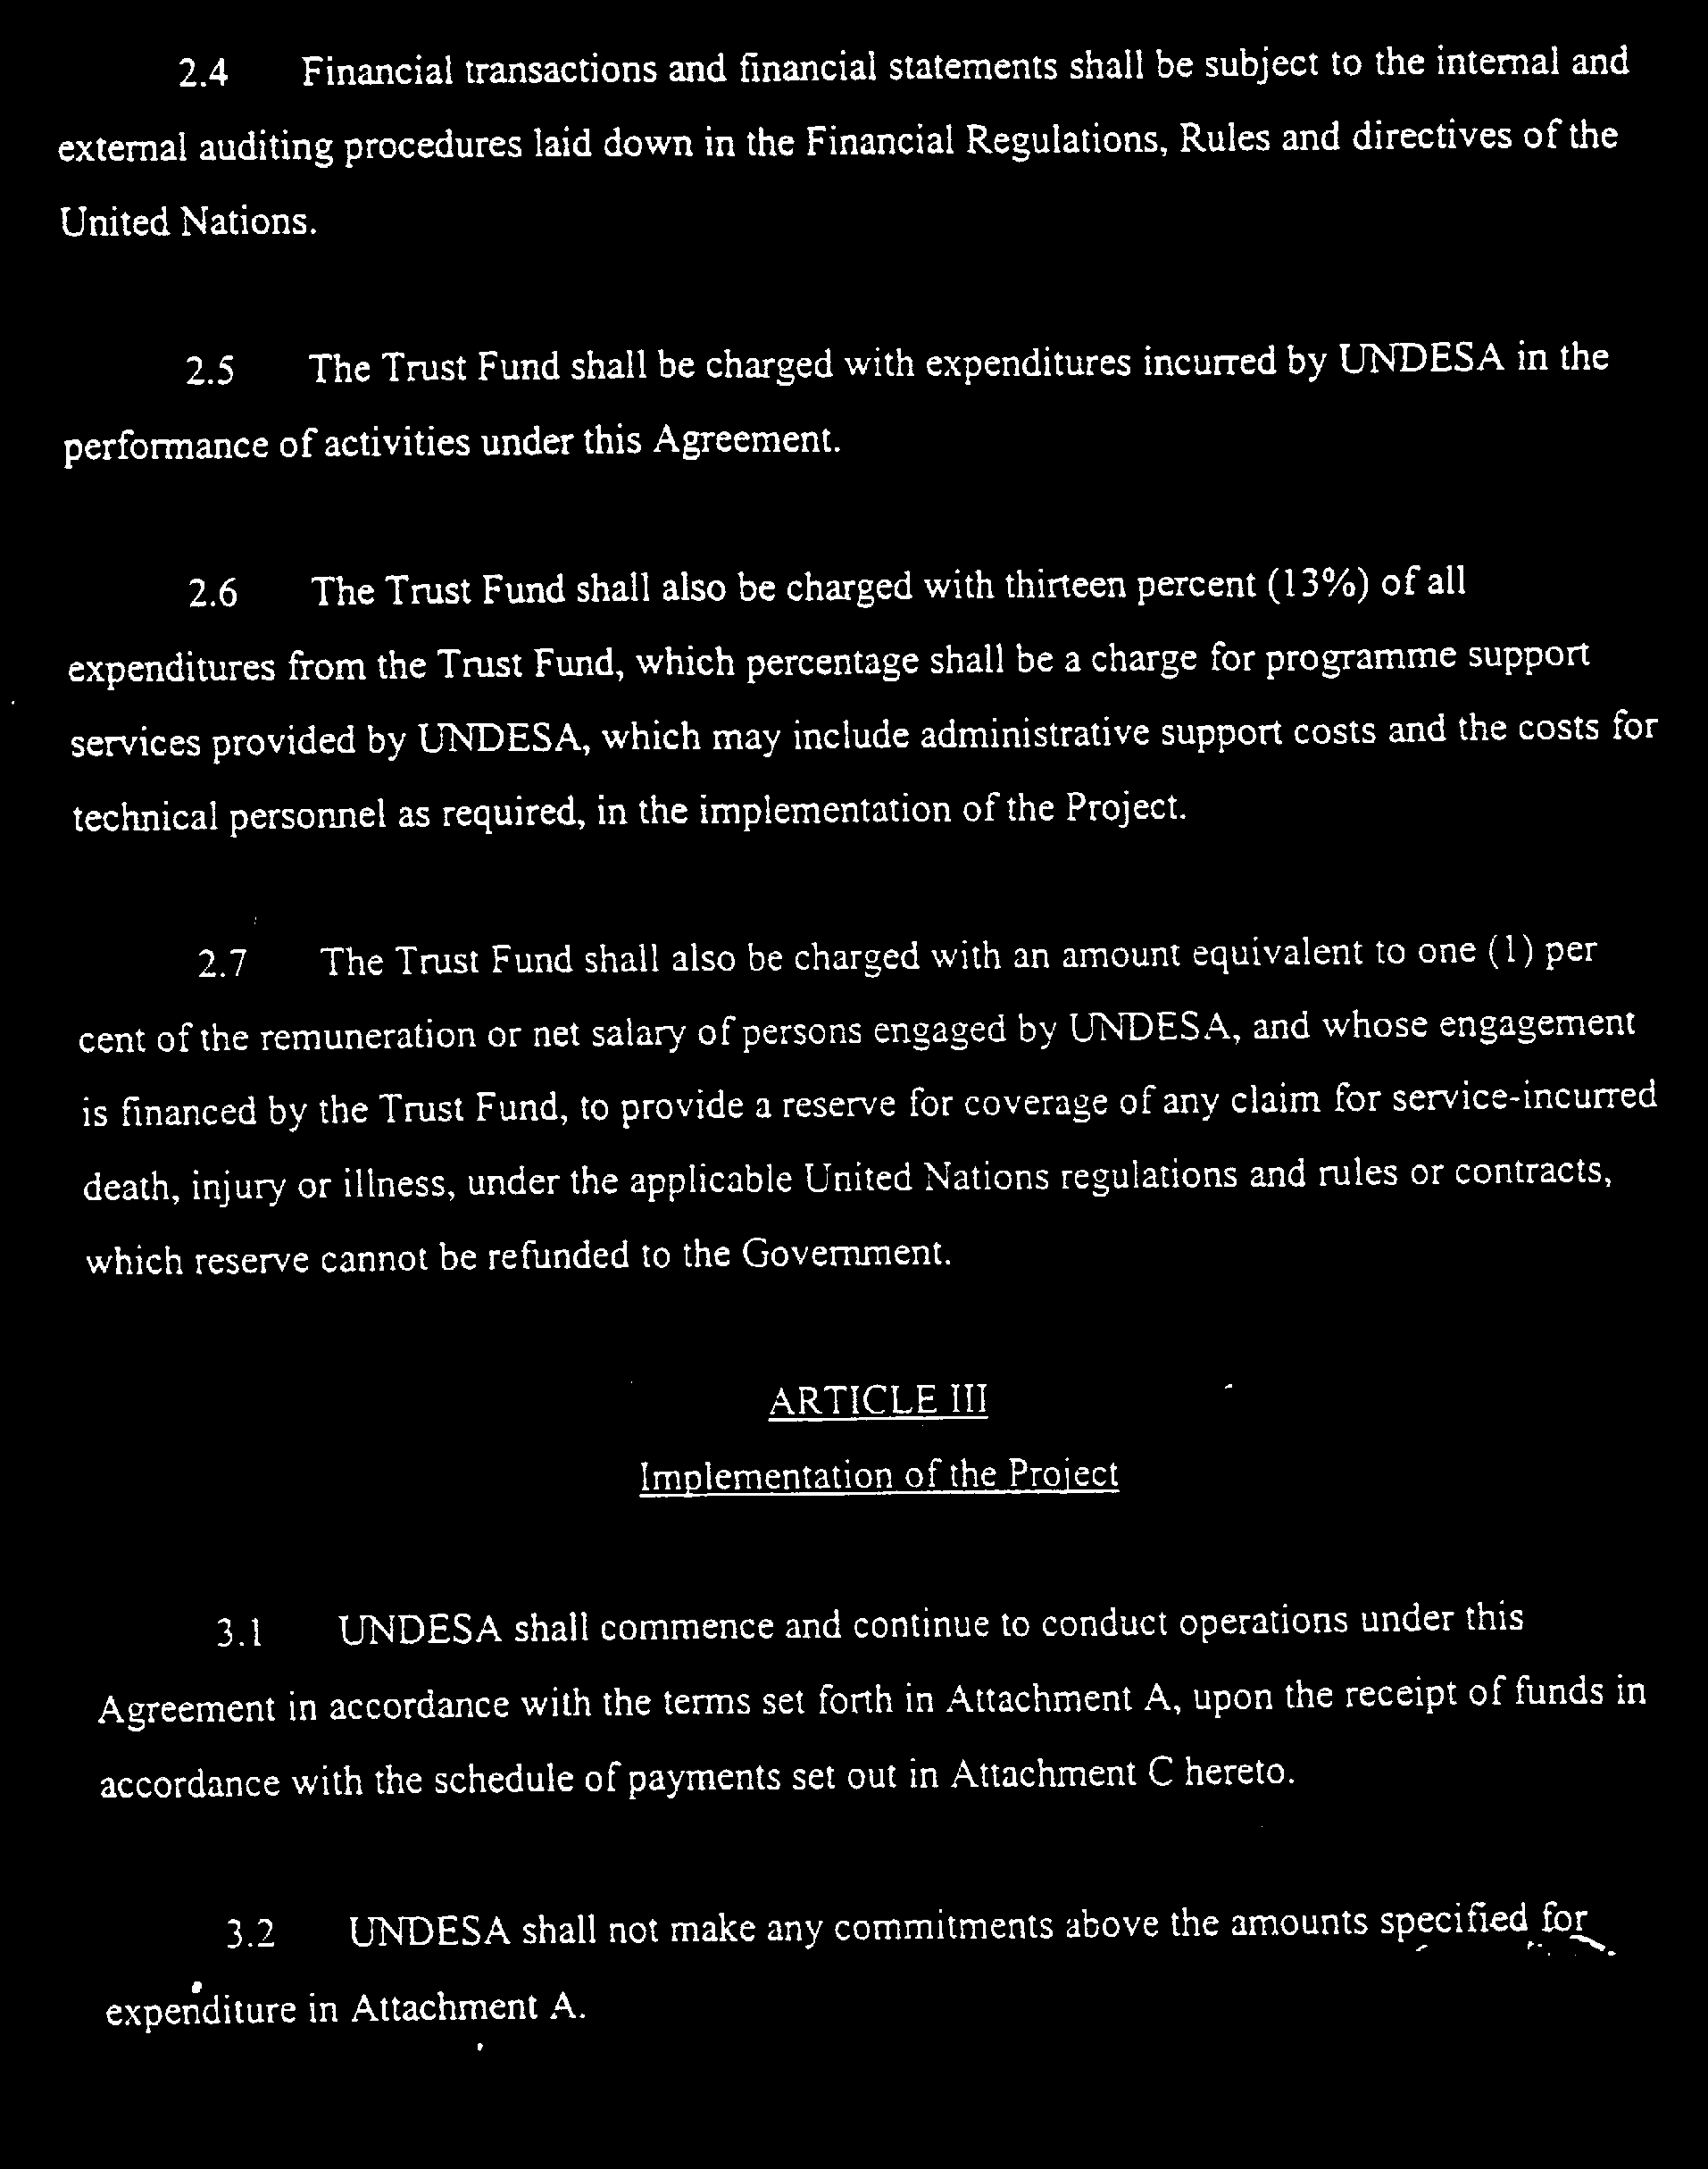 2.4 Financial transactions and financial statements shall be subject to the internal and
external auditing procedures laid down in the Financial Regulations, Rules and directives of the
United Nations.
2.5 The Trust Fund shall be charged with expenditures incurred by UNDESA in the
performance of activities under this Agreement.
2.6 The Trust Fund shall also be charged with thirteen percent (13%) of all
expenditures from the Trust Fund, which percentage shall be a charge for programme support
services provided by UNDESA, which may include administrative support costs and the costs for
technical personnel as required, in the implementation of the Project.
2.7 The Trust Fund shall also be charged with an amount equivalent to one (1) per
cent of the remuneration or net salary of persons engaged by UNDESA, and whose engagement
is financed by the Trust Fund, to provide a reserve for coverage of any claim for service-incurred
death, injury or illness, under the applicable United Nations regulations and rules or contracts,
which reserve cannot be refunded to the Government.
ARTICLE III
Implementation of the Project
3.1 UNDESA shall commence and continue to conduct operations under this
Agreement in accordance with the terms set forth in Attachment A, upon the receipt of funds in
accordance with the schedule of payments set out in Attachment C hereto.
3.2 UNDESA shall not make any commitments above the amounts specified for
expenditure in Attachment A.